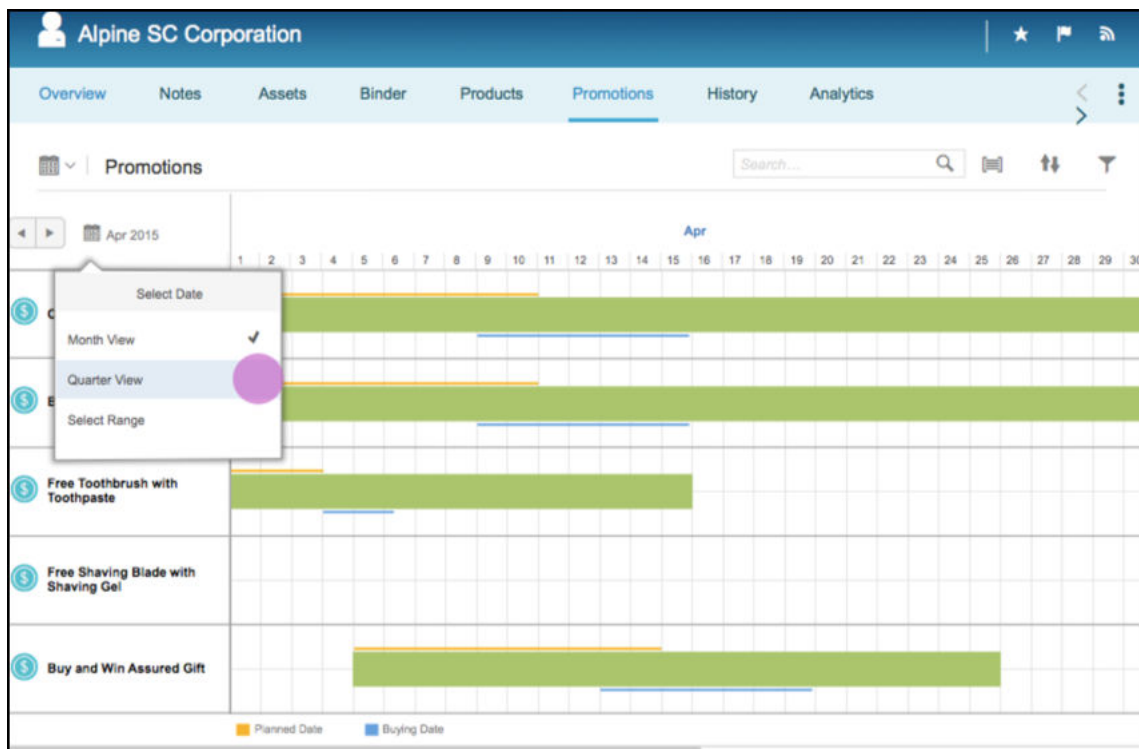 Alpine SC Corporation
Overview Notes Assets Binder Products Promotions History Analytics
Promotions
Search...
Apr 2015
Apr
1 2 3 4 5 6 7 8 9 10 11 12 13 14 15 16 17 18 19 20 21 22 23 24 25 26 27 28 29 30
Select Date
Month View
Quarter View
Select Range
Free Toothbrush with
Toothpaste
Free Shaving Blade with
Shaving Gel
Buy and Win Assured Gift
Planned Date Buying Date